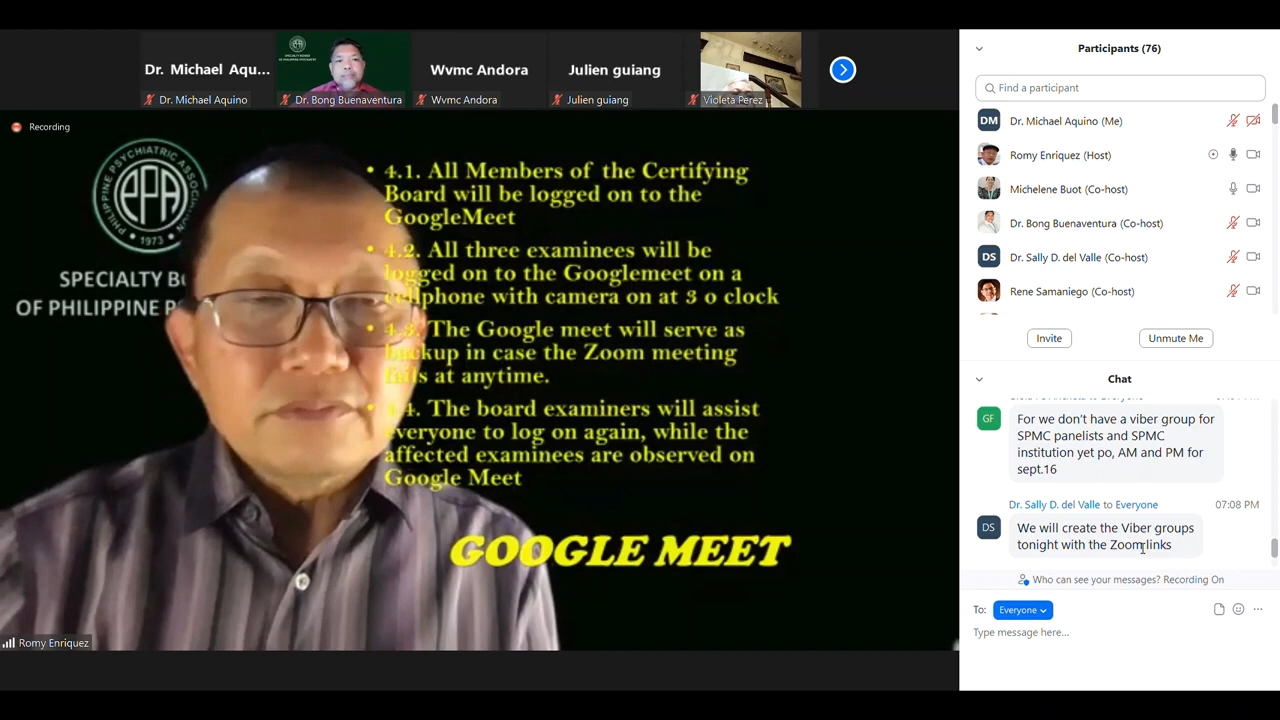 Dr. Michael Aqu...
Dr. Michael Aquino
SPECIALTY BOARD
OF PHILIPPINE PSYCHIATRY
Dr. Bong Buenaventura
Wvmc Andora
Wvmc Andora
Julien guiang
Julien guiang
Violeta Perez
Recording
PHILIPPINE PSYCHIATRIC ASSOCIATION
PPA
1973
SPECIALTY B
OF PHILIPPINE P
• 4.1. All Members of the Certifying
Board will be logged on to the
GoogleMeet
• 4.2. All three examinees will be
logged on to the Googlemeet on a
cellphone with camera on at 3 o clock
• 4.3. The Google meet will serve as
backup in case the Zoom meeting
fails at anytime.
• 4.4. The board examiners will assist
everyone to log on again, while the
affected examinees are observed on
Google Meet
GOOGLE MEET
Romy Enriquez
Participants (76)
Find a participant
DM Dr. Michael Aquino (Me)
Romy Enriquez (Host)
Michelene Buot (Co-host)
Dr. Bong Buenaventura (Co-host)
DS Dr. Sally D. del Valle (Co-host)
Rene Samaniego (Co-host)
Invite
Unmute Me
Chat
GF
For we don't have a viber group for
SPMC panelists and SPMC
institution yet po, AM and PM for
sept.16
Dr. Sally D. del Valle to Everyone 07:08 PM
DS
We will create the Viber groups
tonight with the Zoom links
Who can see your messages? Recording On
To: Everyone
Type message here...